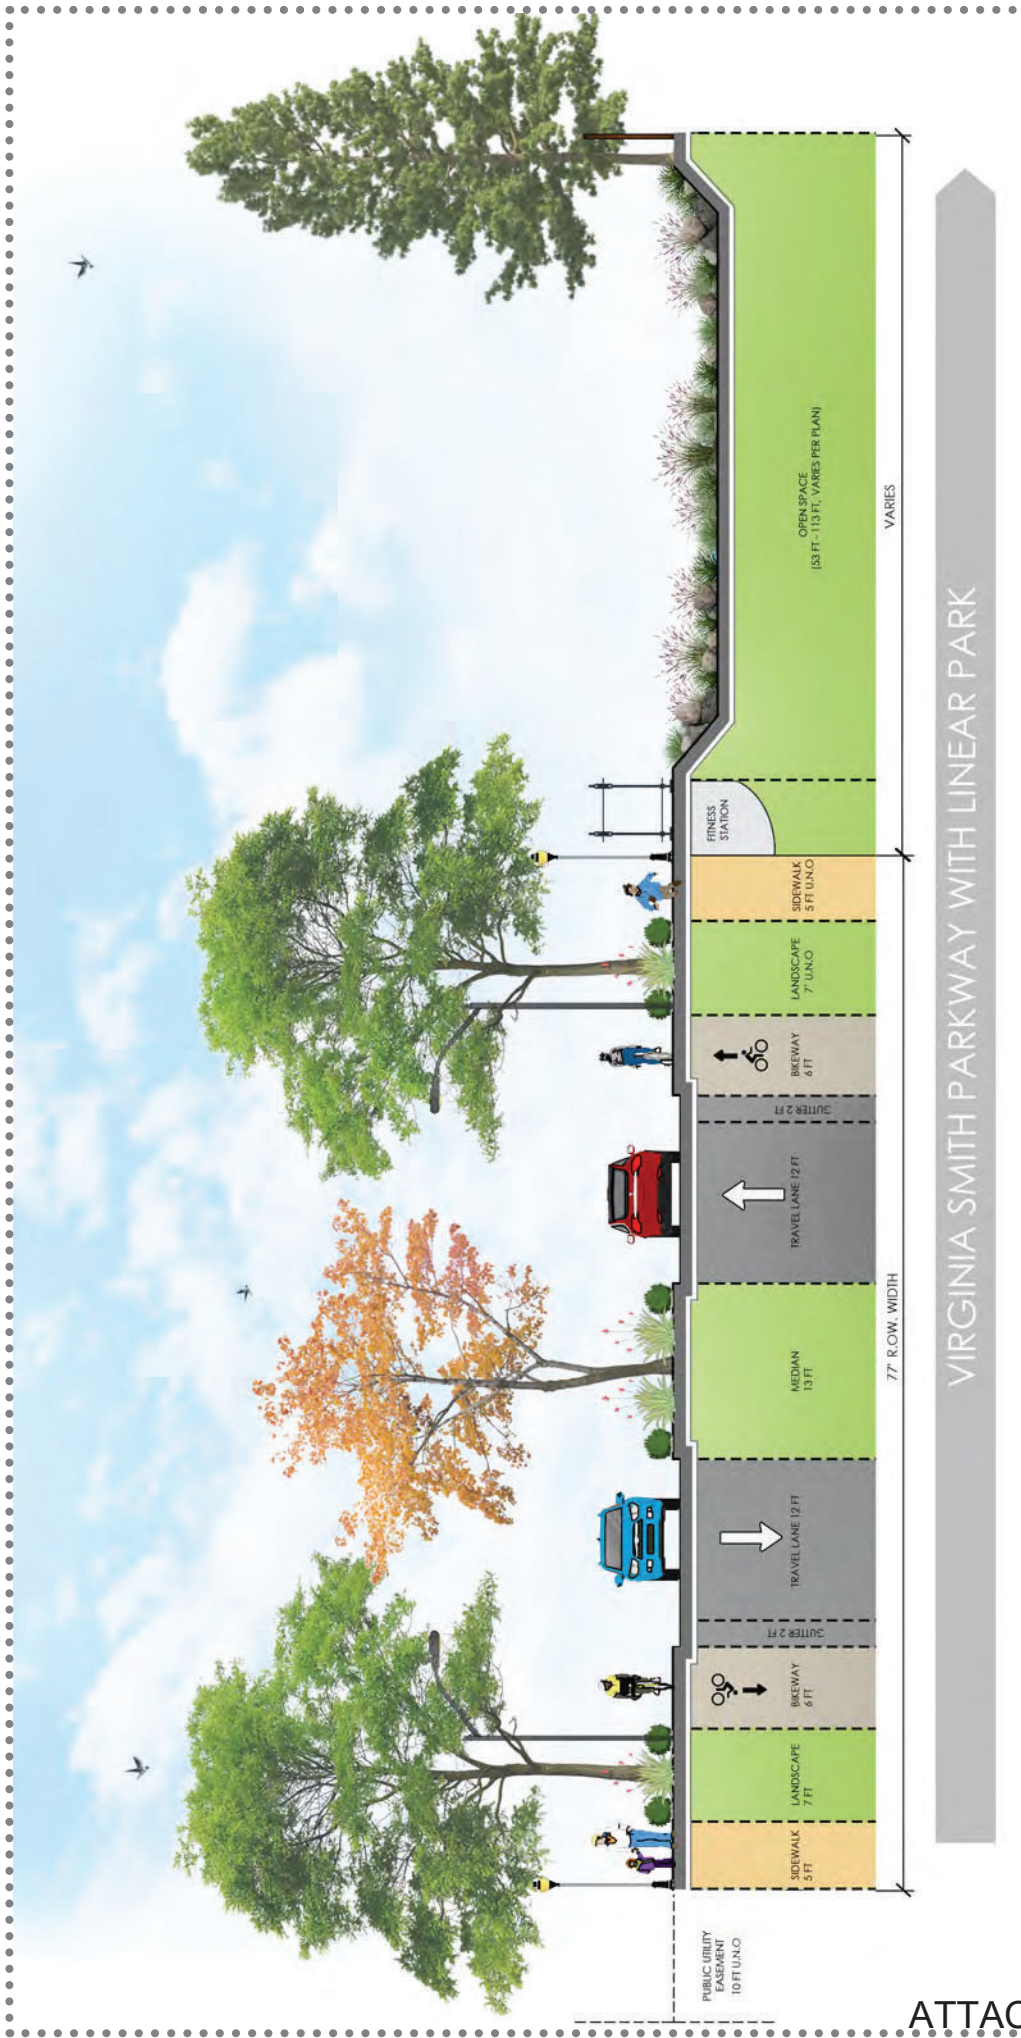 PUBLIC UTILITY
EASEMENT
10 FT U.N.O
SIDEWALK
5 FT
LANDSCAPE
7 FT
BIKEWAY
6 FT
GUTTER 2 FT
TRAVEL LANE 12 FT
MEDIAN
13 FT
TRAVEL LANE 12 FT
GUTTER 2 FT
BIKEWAY
6 FT
LANDSCAPE
7' U.N.O
SIDEWALK
5 FT U.N.O
FITNESS
STATION
OPEN SPACE
(53 FT - 113 FT, VARIES PER PLAN)
77' R.O.W. WIDTH
VARIES
VIRGINIA SMITH PARKWAY WITH LINEAR PARK
ATTAC